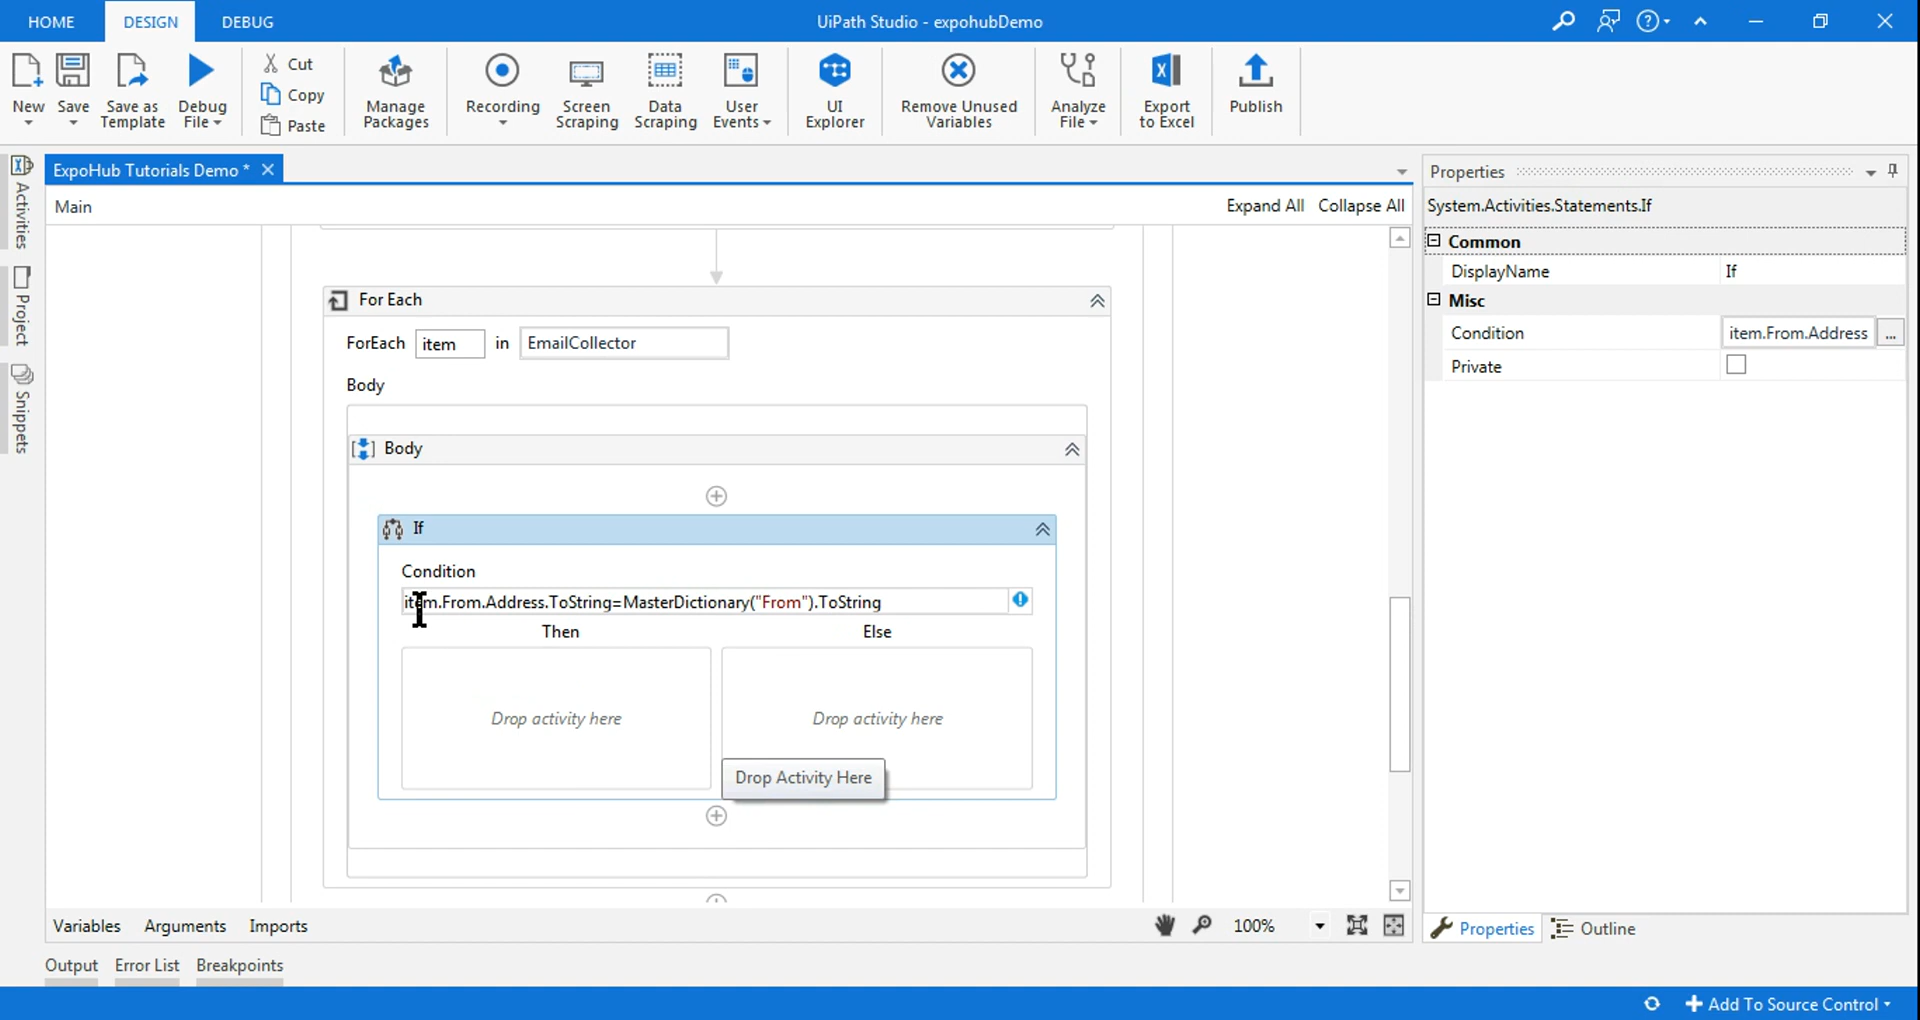 HOME DESIGN DEBUG UiPath Studio - expohubDemo
New Save Save as Template Debug File Cut Copy Paste Manage Packages Recording Screen Scraping Data Scraping User Events UI Explorer Remove Unused Variables Analyze File Export to Excel Publish
Activities
Project
Snippets
ExpoHub Tutorials Demo *
Main Expand All Collapse All
For Each
ForEach item in EmailCollector
Body
Body
If
Condition
item.From.Address.ToString=MasterDictionary("From").ToString
Then Else
Drop activity here Drop activity here
Drop Activity Here
Variables Arguments Imports 100%
Output Error List Breakpoints
Properties
System.Activities.Statements.If
Common
DisplayName If
Misc
Condition item.From.Address ...
Private
Properties Outline
Add To Source Control